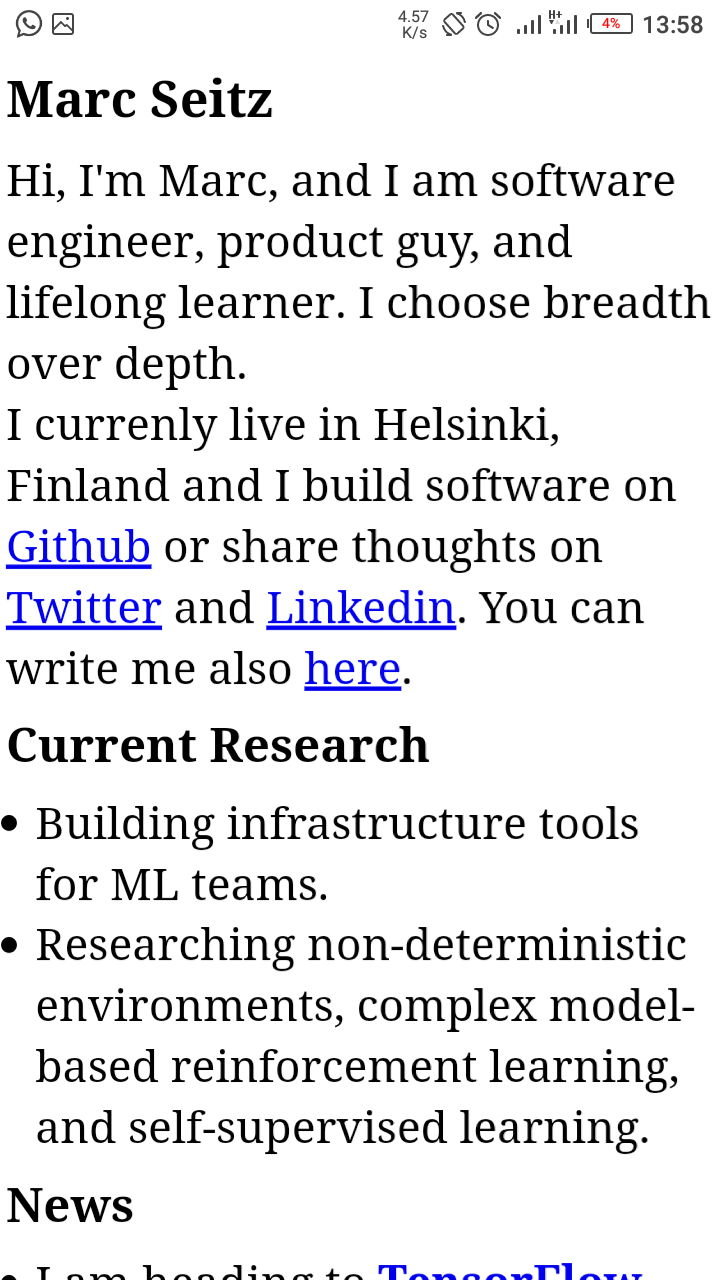 4.57
K/s
H+
4%
13:58
Marc Seitz
Hi, I'm Marc, and I am software
engineer, product guy, and
lifelong learner. I choose breadth
over depth.
I currenly live in Helsinki,
Finland and I build software on
Github or share thoughts on
Twitter and Linkedin. You can
write me also here.
Current Research
• Building infrastructure tools
for ML teams.
• Researching non-deterministic
environments, complex model-
based reinforcement learning,
and self-supervised learning.
News
• I am heading to TensorFlow